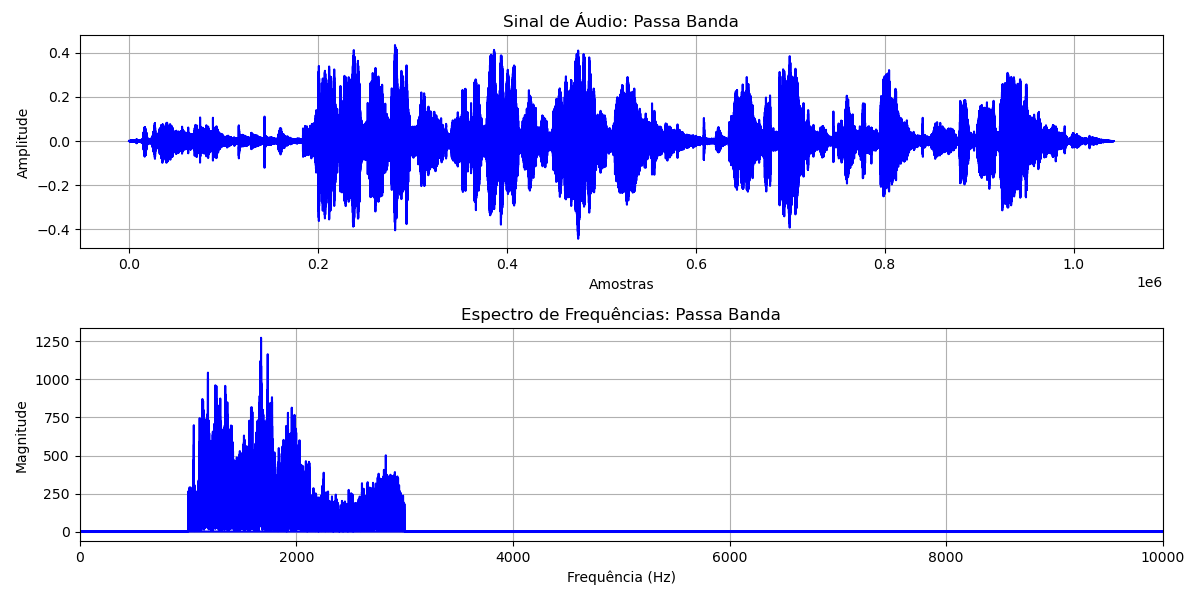 Sinal de Áudio: Passa Banda
Amplitude
0.4
0.2
0.0
−0.2
−0.4
0.0 0.2 0.4 0.6 0.8 1.0
1e6
Amostras
Espectro de Frequências: Passa Banda
Magnitude
1250
1000
750
500
250
0
0 2000 4000 6000 8000 10000
Frequência (Hz)